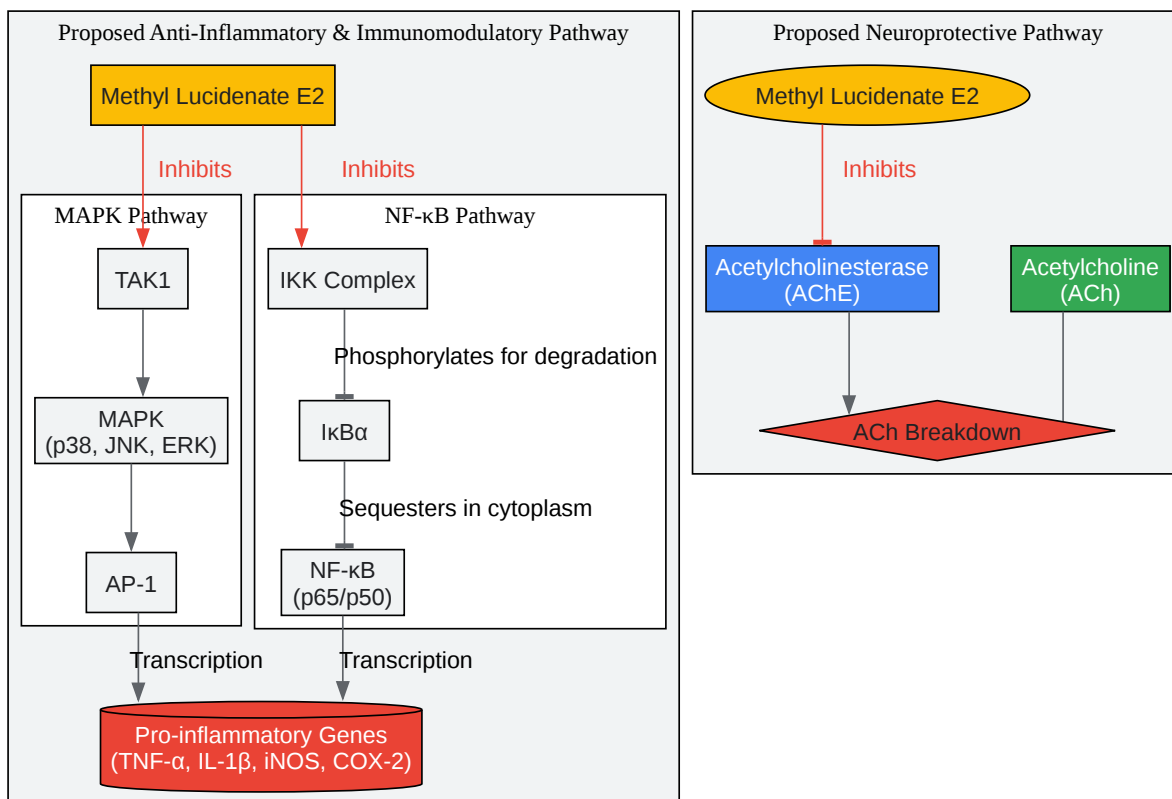 Proposed Anti-Inflammatory & Immunomodulatory Pathway
Methyl Lucidenate E2
Inhibits
Inhibits
MAPK Pathway
NF-κB Pathway
TAK1
IKK Complex
Phosphorylates for degradation
MAPK
(p38, JNK, ERK)
IκBα
Sequesters in cytoplasm
AP-1
NF-κB
(p65/p50)
Transcription
Transcription
Pro-inflammatory Genes
(TNF-α, IL-1β, iNOS, COX-2)
Proposed Neuroprotective Pathway
Methyl Lucidenate E2
Inhibits
Acetylcholinesterase
(AChE)
Acetylcholine
(ACh)
ACh Breakdown